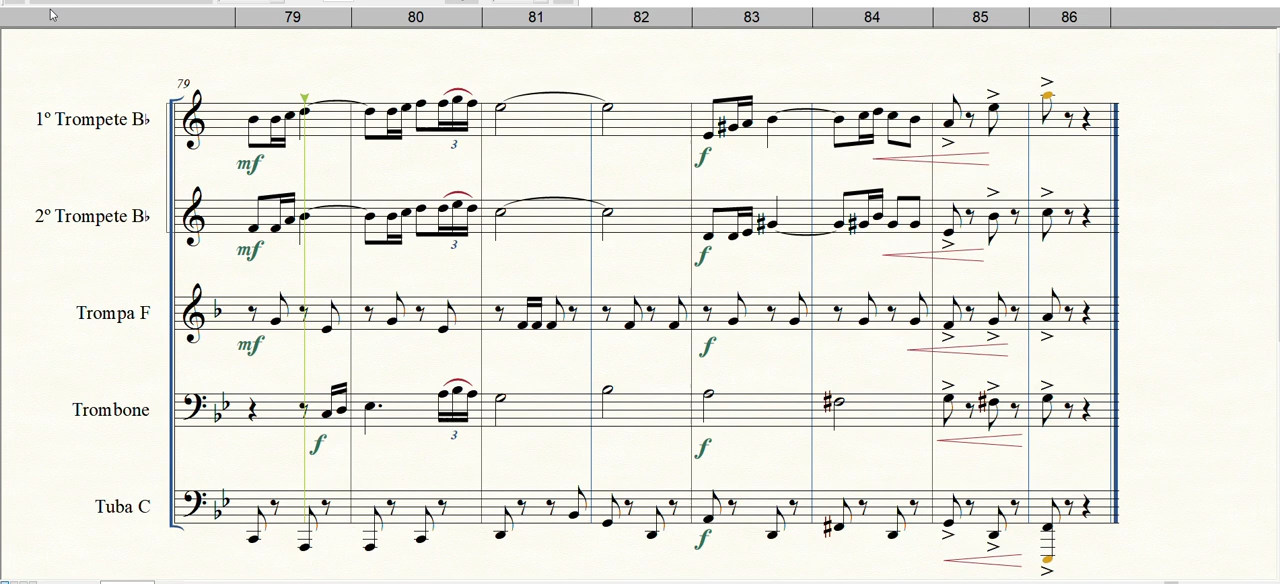 79 80 81 82 83 84 85 86
79
1º Trompete B♭
mf 3 f
2º Trompete B♭
mf 3 f
Trompa F
mf f
Trombone
f 3 f
Tuba C
f